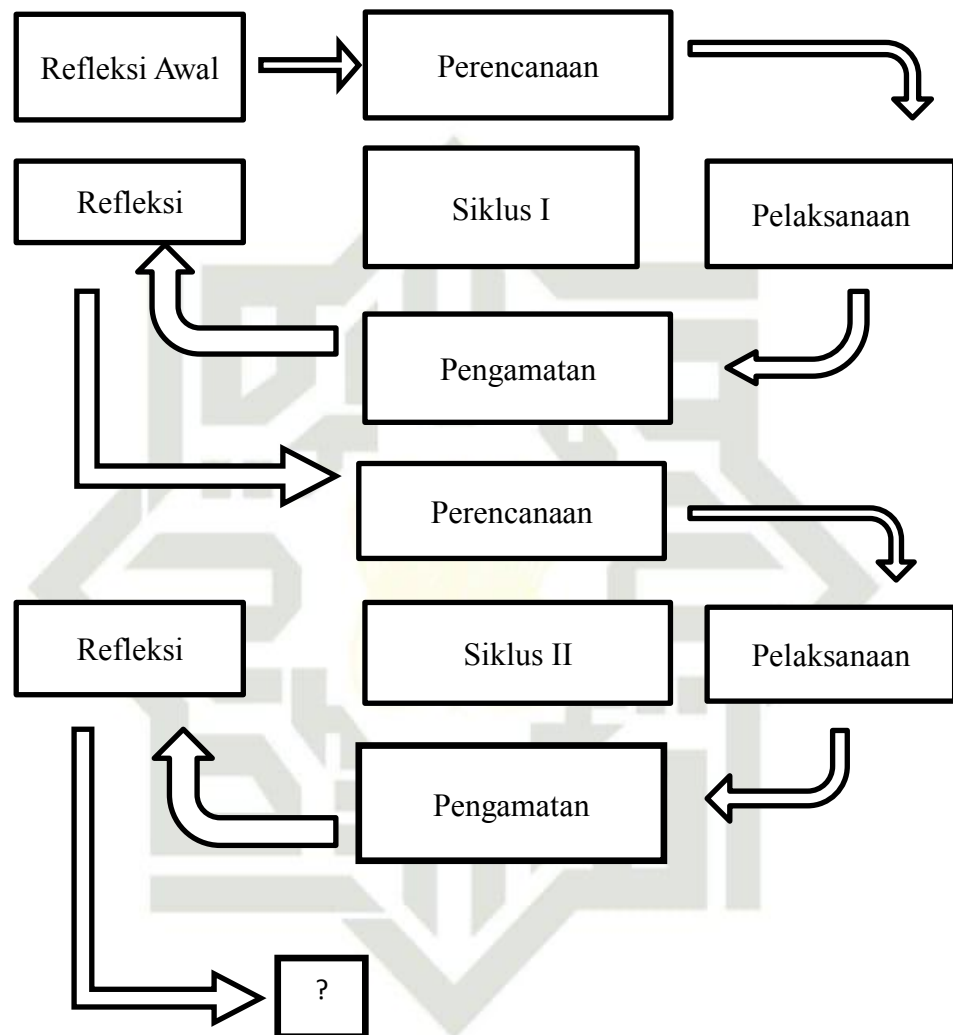 Refleksi Awal
Perencanaan
Refleksi
Siklus I
Pelaksanaan
Pengamatan
Perencanaan
Refleksi
Siklus II
Pelaksanaan
Pengamatan
?